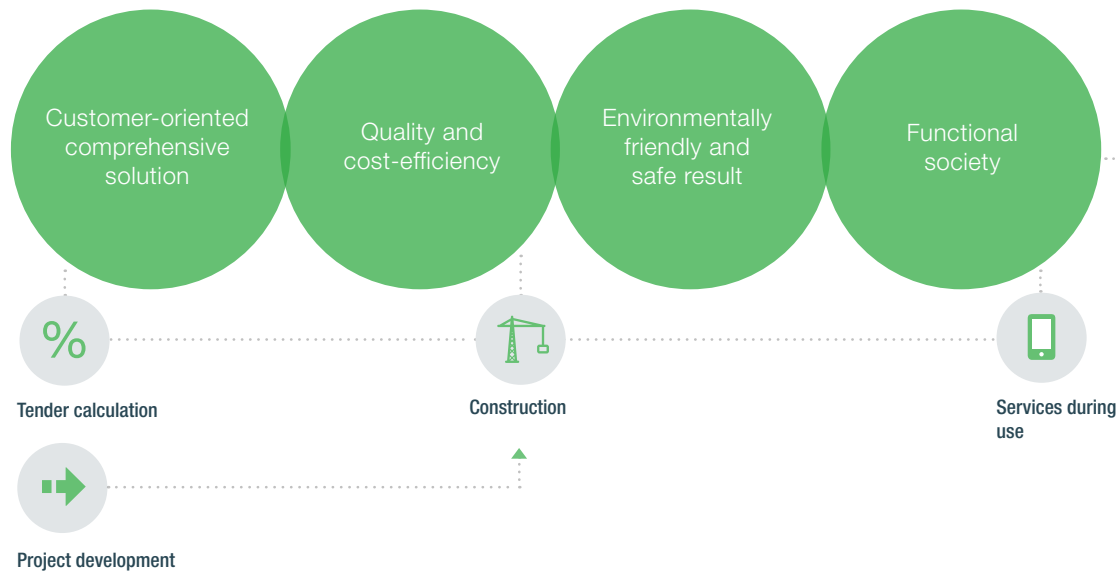 Customer-oriented
comprehensive
solution
Quality and
cost-efficiency
Environmentally
friendly and
safe result
Functional
society
%
Tender calculation
Construction
Services during
use
Project development